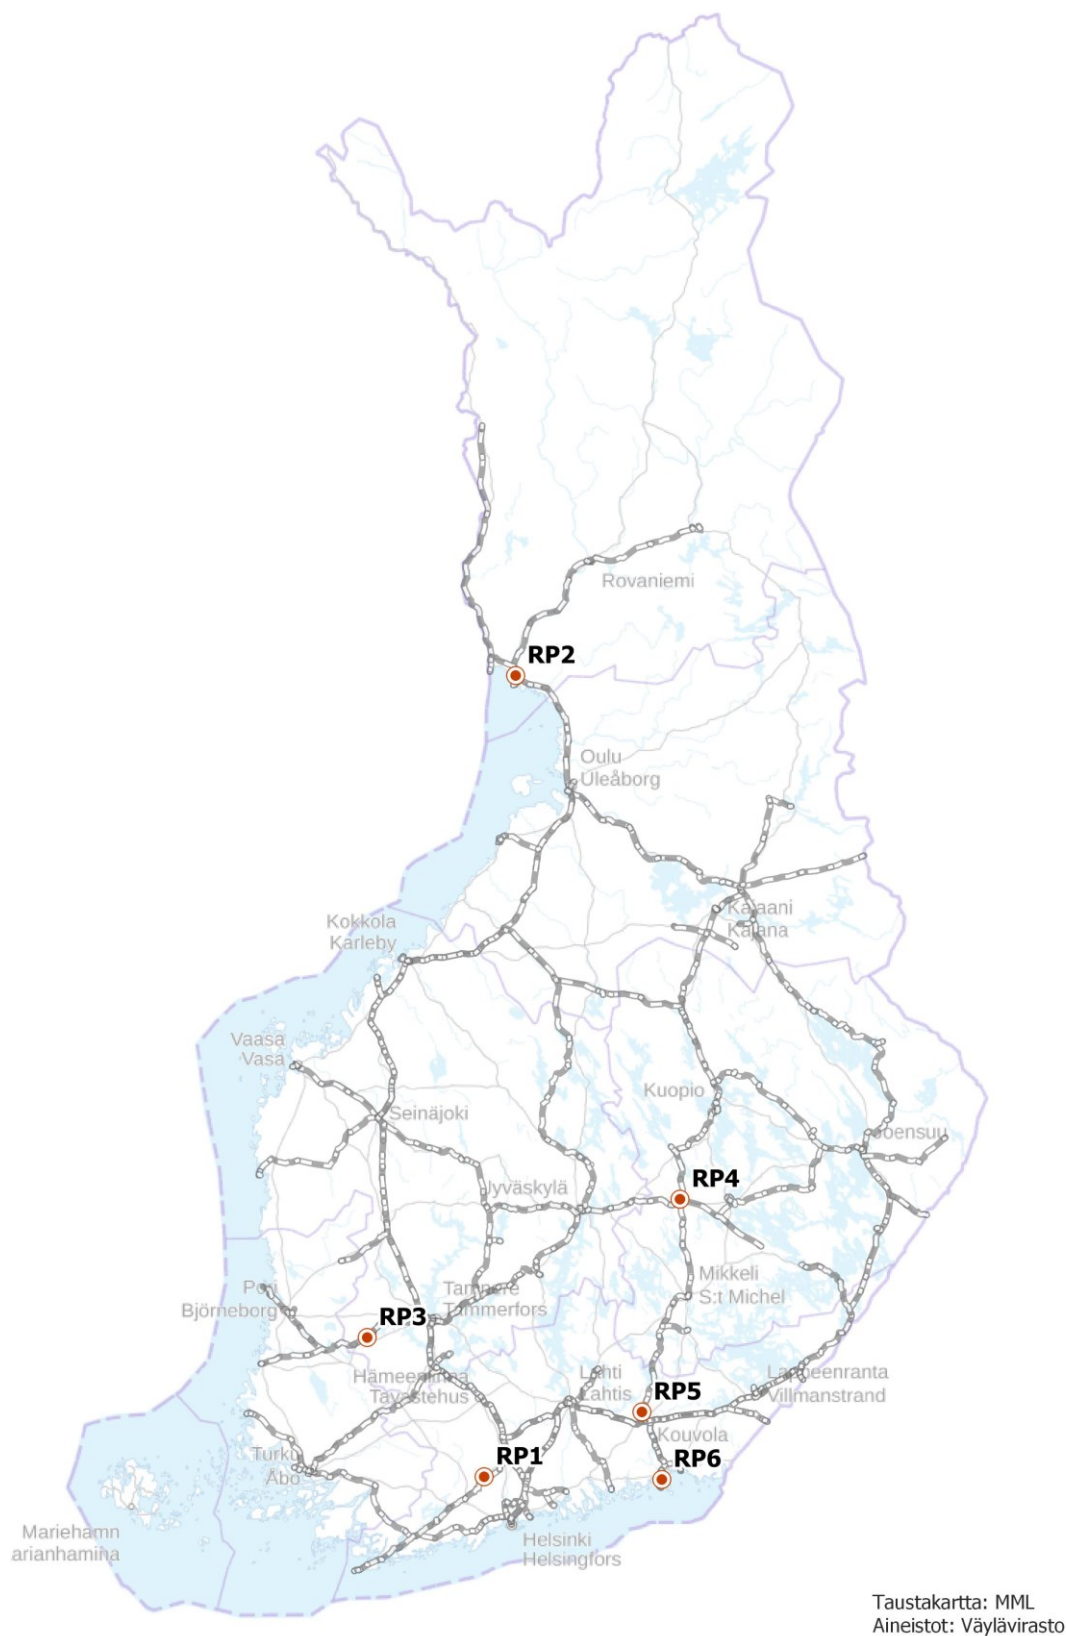 Rovaniemi
RP2
Oulu
Uleåborg
Kajaani
Kajana
Kokkola
Karleby
Vaasa
Vasa
Kuopio
Seinäjoki
Joensuu
RP4
Jyväskylä
Mikkeli
S:t Michel
Pori
Björneborg
Tampere
Tammerfors
RP3
Hämeenlinna
Tavastehus
Lahti
Lahtis
Lappeenranta
Villmanstrand
RP5
Kouvola
RP1
RP6
Turku
Åbo
Mariehamn
arianhamina
Helsinki
Helsingfors
Taustakartta: MML
Aineistot: Väylävirasto